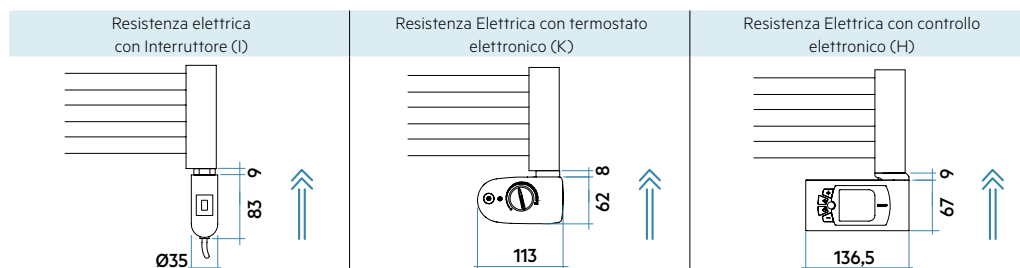 Resistenza elettrica
con Interruttore (I)
Resistenza Elettrica con termostato
elettronico (K)
Resistenza Elettrica con controllo
elettronico (H)
9
83
Ø35
8
62
113
9
67
136,5